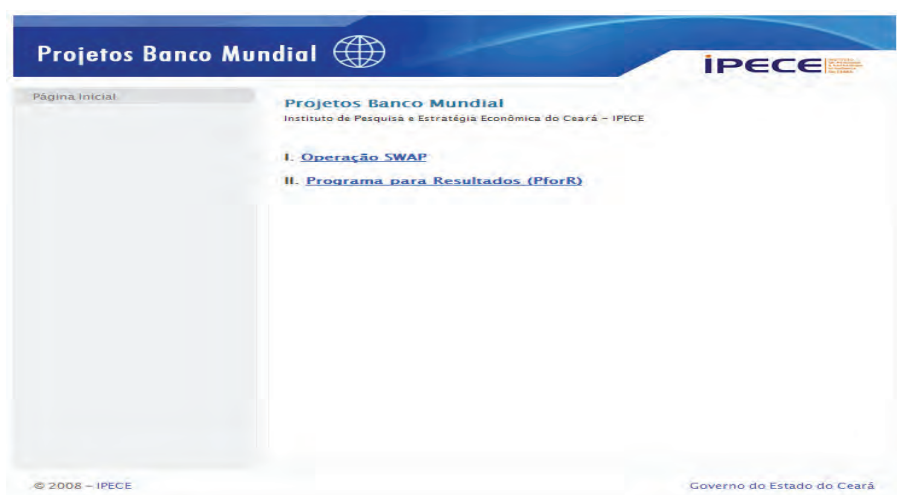 Projetos Banco Mundial
IPECE
Página Inicial
Projetos Banco Mundial
Instituto de Pesquisa e Estratégia Econômica do Ceará – IPECE
I. Operação SWAP
II. Programa para Resultados (PforR)
© 2008 – IPECE
Governo do Estado do Ceará